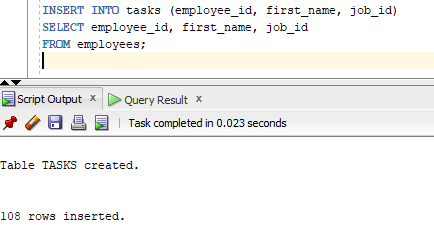 INSERT INTO tasks (employee_id, first_name, job_id)
SELECT employee_id, first_name, job_id
FROM employees;
Script Output x Query Result x
Task completed in 0.023 seconds
Table TASKS created.
108 rows inserted.